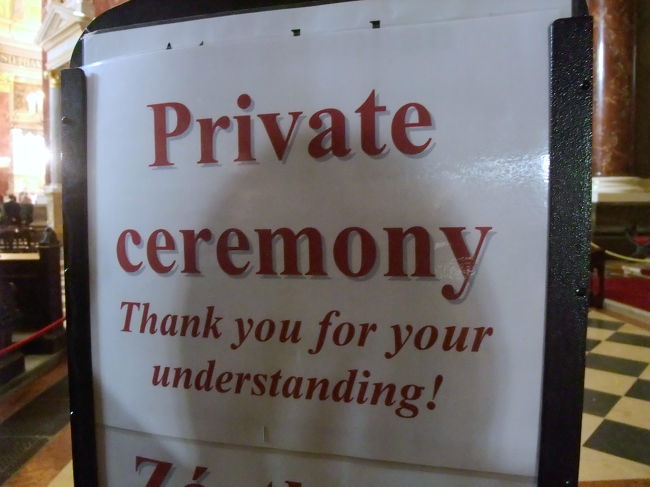 Private
ceremony
Thank you for your
understanding!